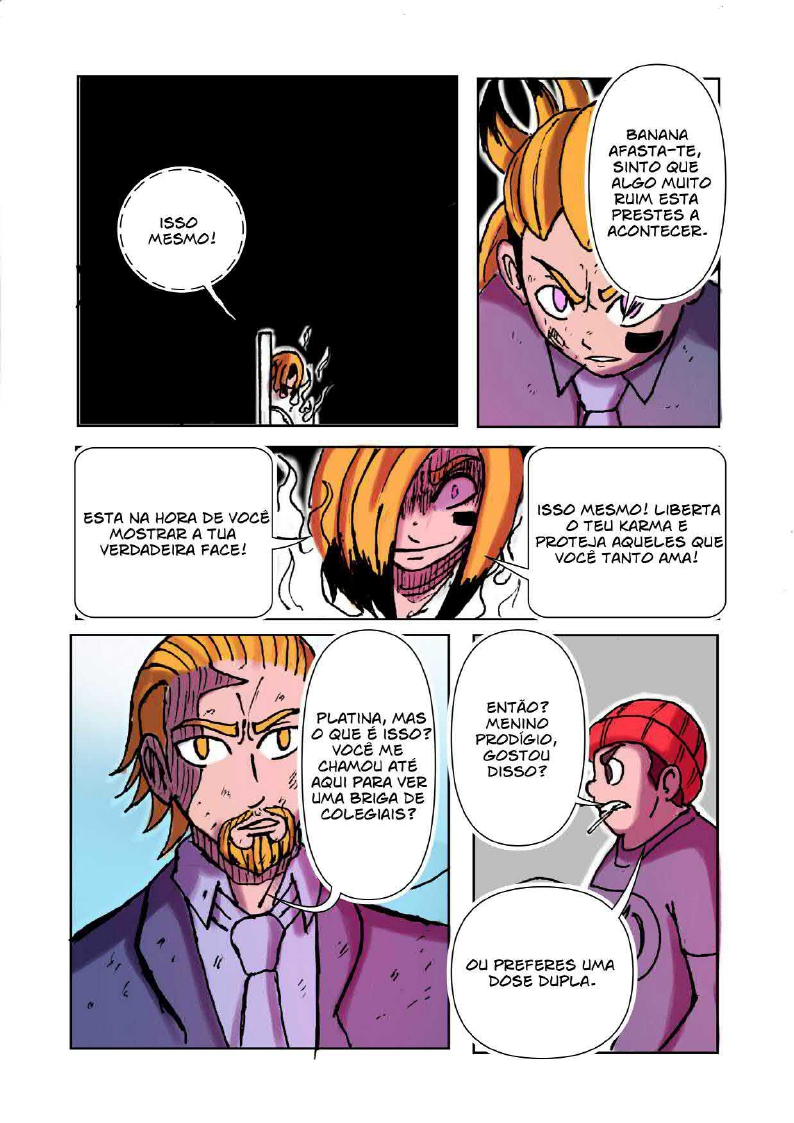 ISSO
MESMO!
BANANA
AFASTA-TE,
SINTO QUE
ALGO MUITO
RUIM ESTA
PRESTES A
ACONTECER.
ESTA NA HORA DE VOCÊ
MOSTRAR A TUA
VERDADEIRA FACE!
ISSO MESMO! LIBERTA
O TEU KARMA E
PROTEJA AQUELES QUE
VOCÊ TANTO AMA!
PLATINA, MAS
O QUE É ISSO?
VOCÊ ME
CHAMOU ATÉ
AQUI PARA VER
UMA BRIGA DE
COLEGIAIS?
ENTÃO?
MENINO
PRODÍGIO,
GOSTOU
DISSO?
OU PREFERES UMA
DOSE DUPLA.